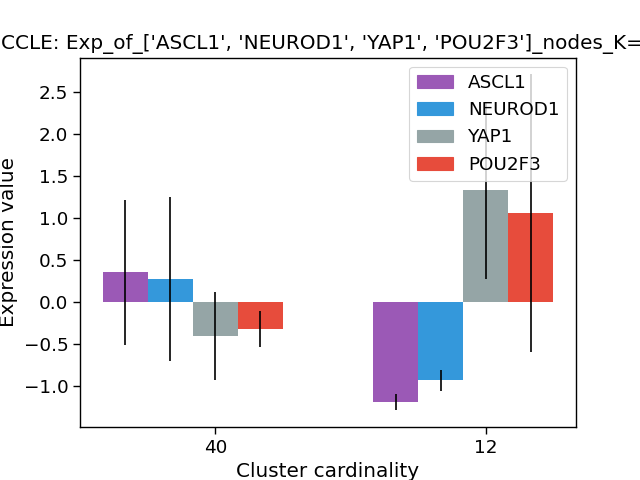 CCLE: Exp_of_['ASCL1', 'NEUROD1', 'YAP1', 'POU2F3']_nodes_K=
ASCL1
NEUROD1
YAP1
POU2F3
Expression value
2.5
2.0
1.5
1.0
0.5
0.0
−0.5
−1.0
40
12
Cluster cardinality